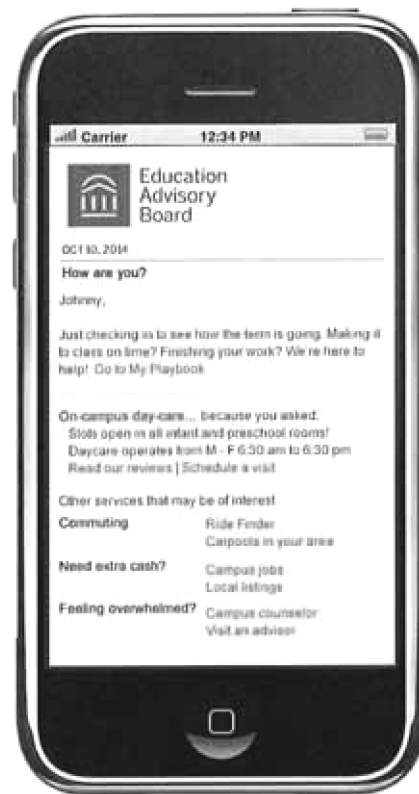 Carrier 12:34 PM
Education
Advisory
Board
OCT 10, 2014
How are you?
Johnny,
Just checking in to see how the term is going. Making it
to class on time? Finishing your work? We're here to
help! Go to My Playbook
On-campus day-care... because you asked.
Slots open in all infant and preschool rooms!
Daycare operates from M - F 6:30 am to 6:30 pm
Read our reviews | Schedule a visit
Other services that may be of interest
Commuting Ride Finder
Carpools in your area
Need extra cash? Campus jobs
Local listings
Feeling overwhelmed? Campus counselor
Visit an advisor